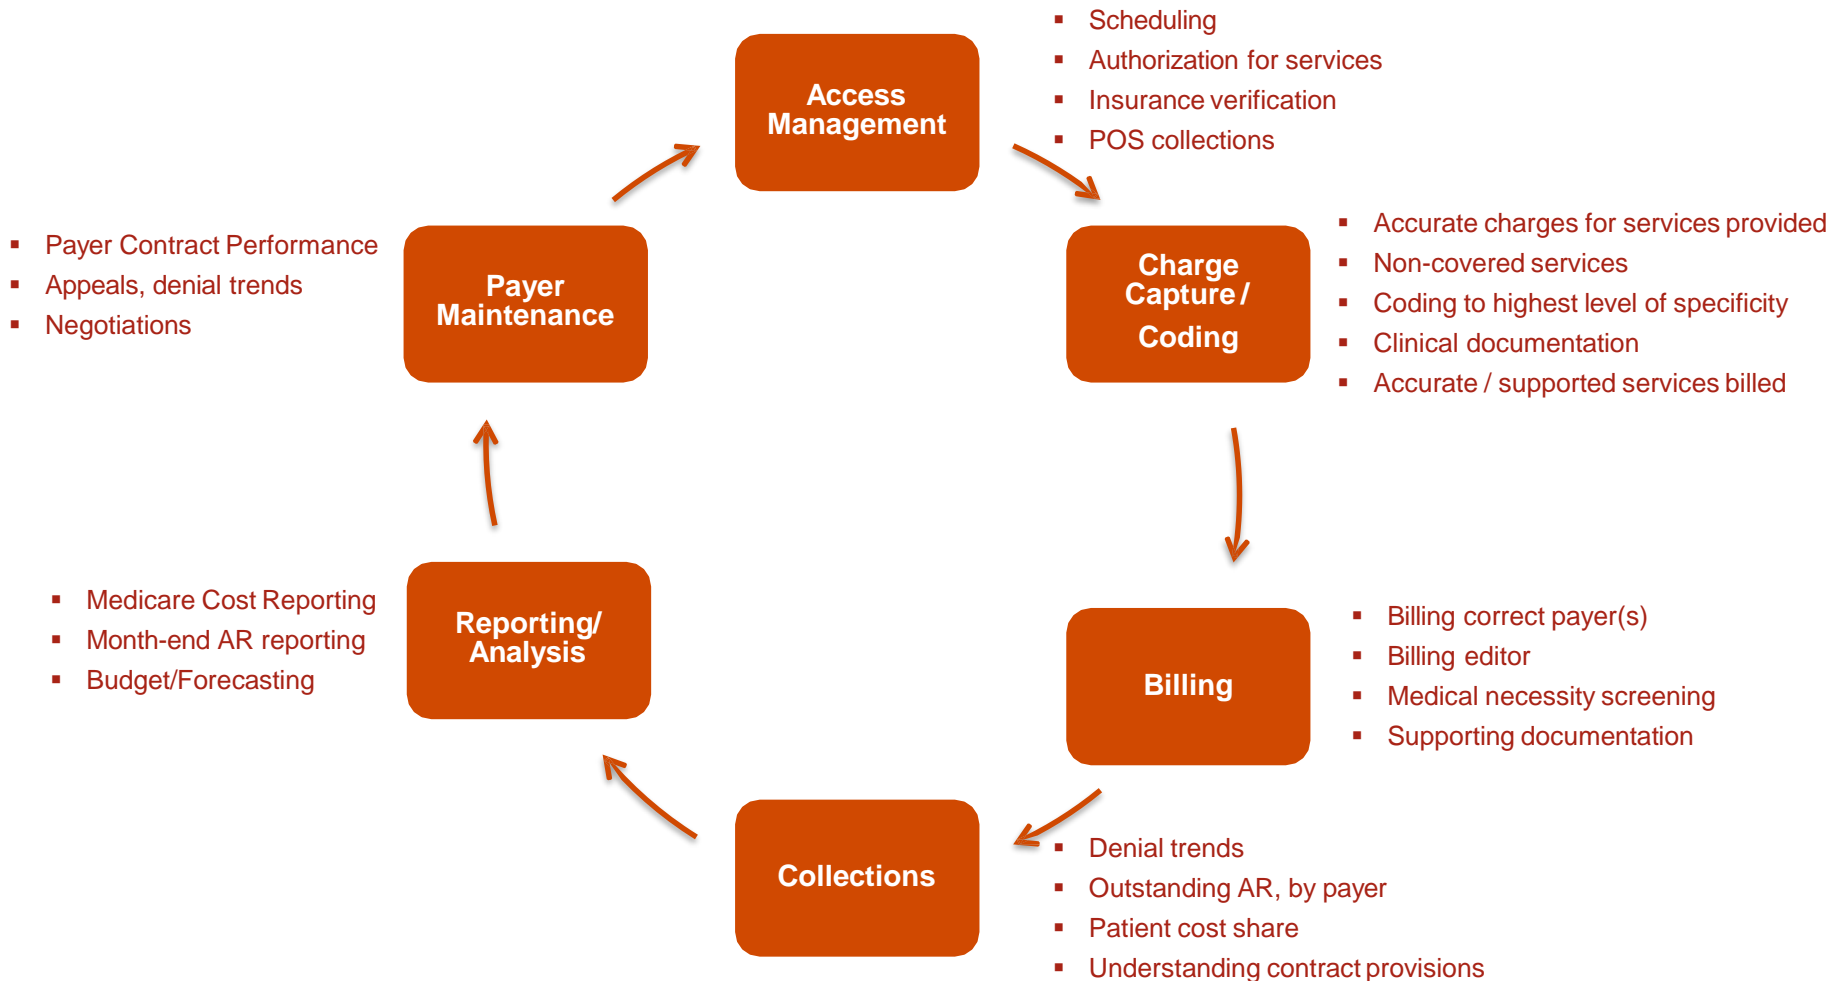 Access
Management
▪ Scheduling
▪ Authorization for services
▪ Insurance verification
▪ POS collections
Charge
Capture /
Coding
▪ Accurate charges for services provided
▪ Non-covered services
▪ Coding to highest level of specificity
▪ Clinical documentation
▪ Accurate / supported services billed
Billing
▪ Billing correct payer(s)
▪ Billing editor
▪ Medical necessity screening
▪ Supporting documentation
Collections
▪ Denial trends
▪ Outstanding AR, by payer
▪ Patient cost share
▪ Understanding contract provisions
Reporting/
Analysis
▪ Medicare Cost Reporting
▪ Month-end AR reporting
▪ Budget/Forecasting
Payer
Maintenance
▪ Payer Contract Performance
▪ Appeals, denial trends
▪ Negotiations